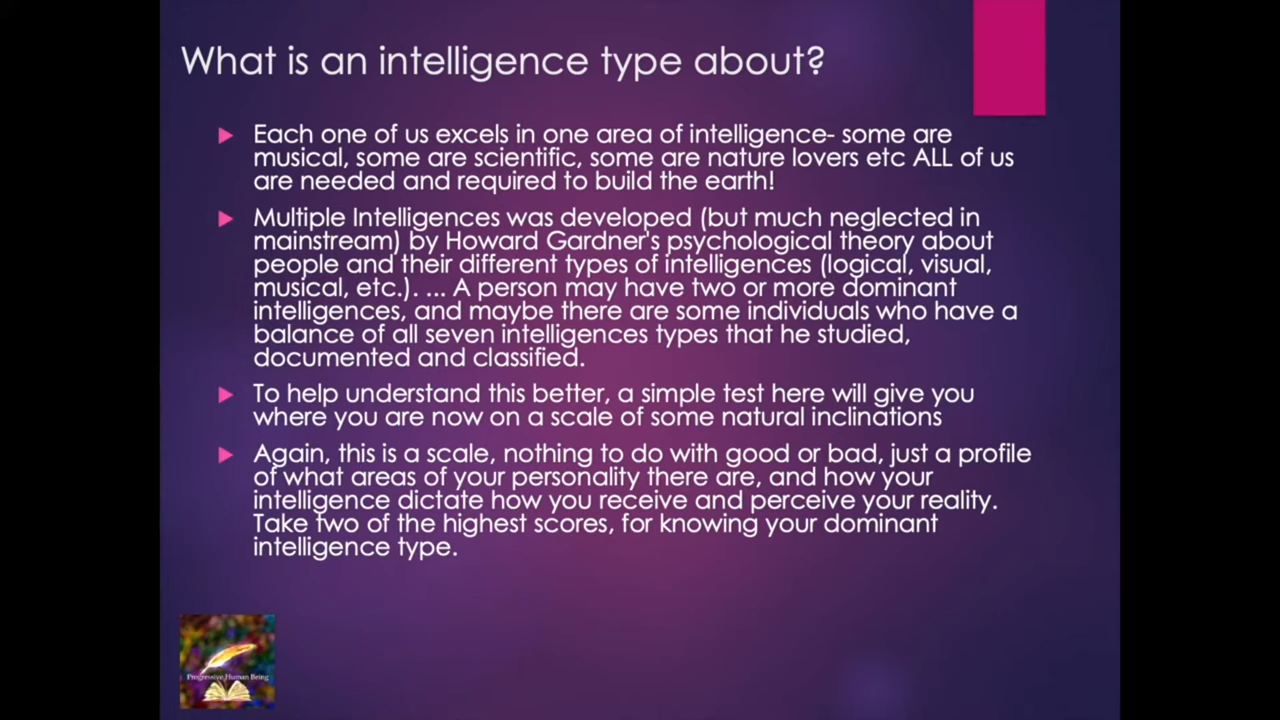 What is an intelligence type about?
Each one of us excels in one area of intelligence- some are
musical, some are scientific, some are nature lovers etc ALL of us
are needed and required to build the earth!
Multiple Intelligences was developed (but much neglected in
mainstream) by Howard Gardner's psychological theory about
people and their different types of intelligences (logical, visual,
musical, etc.). ... A person may have two or more dominant
intelligences, and maybe there are some individuals who have a
balance of all seven intelligences types that he studied,
documented and classified.
To help understand this better, a simple test here will give you
where you are now on a scale of some natural inclinations
Again, this is a scale, nothing to do with good or bad, just a profile
of what areas of your personality there are, and how your
intelligence dictate how you receive and perceive your reality.
Take two of the highest scores, for knowing your dominant
intelligence type.
Progressive Human Being